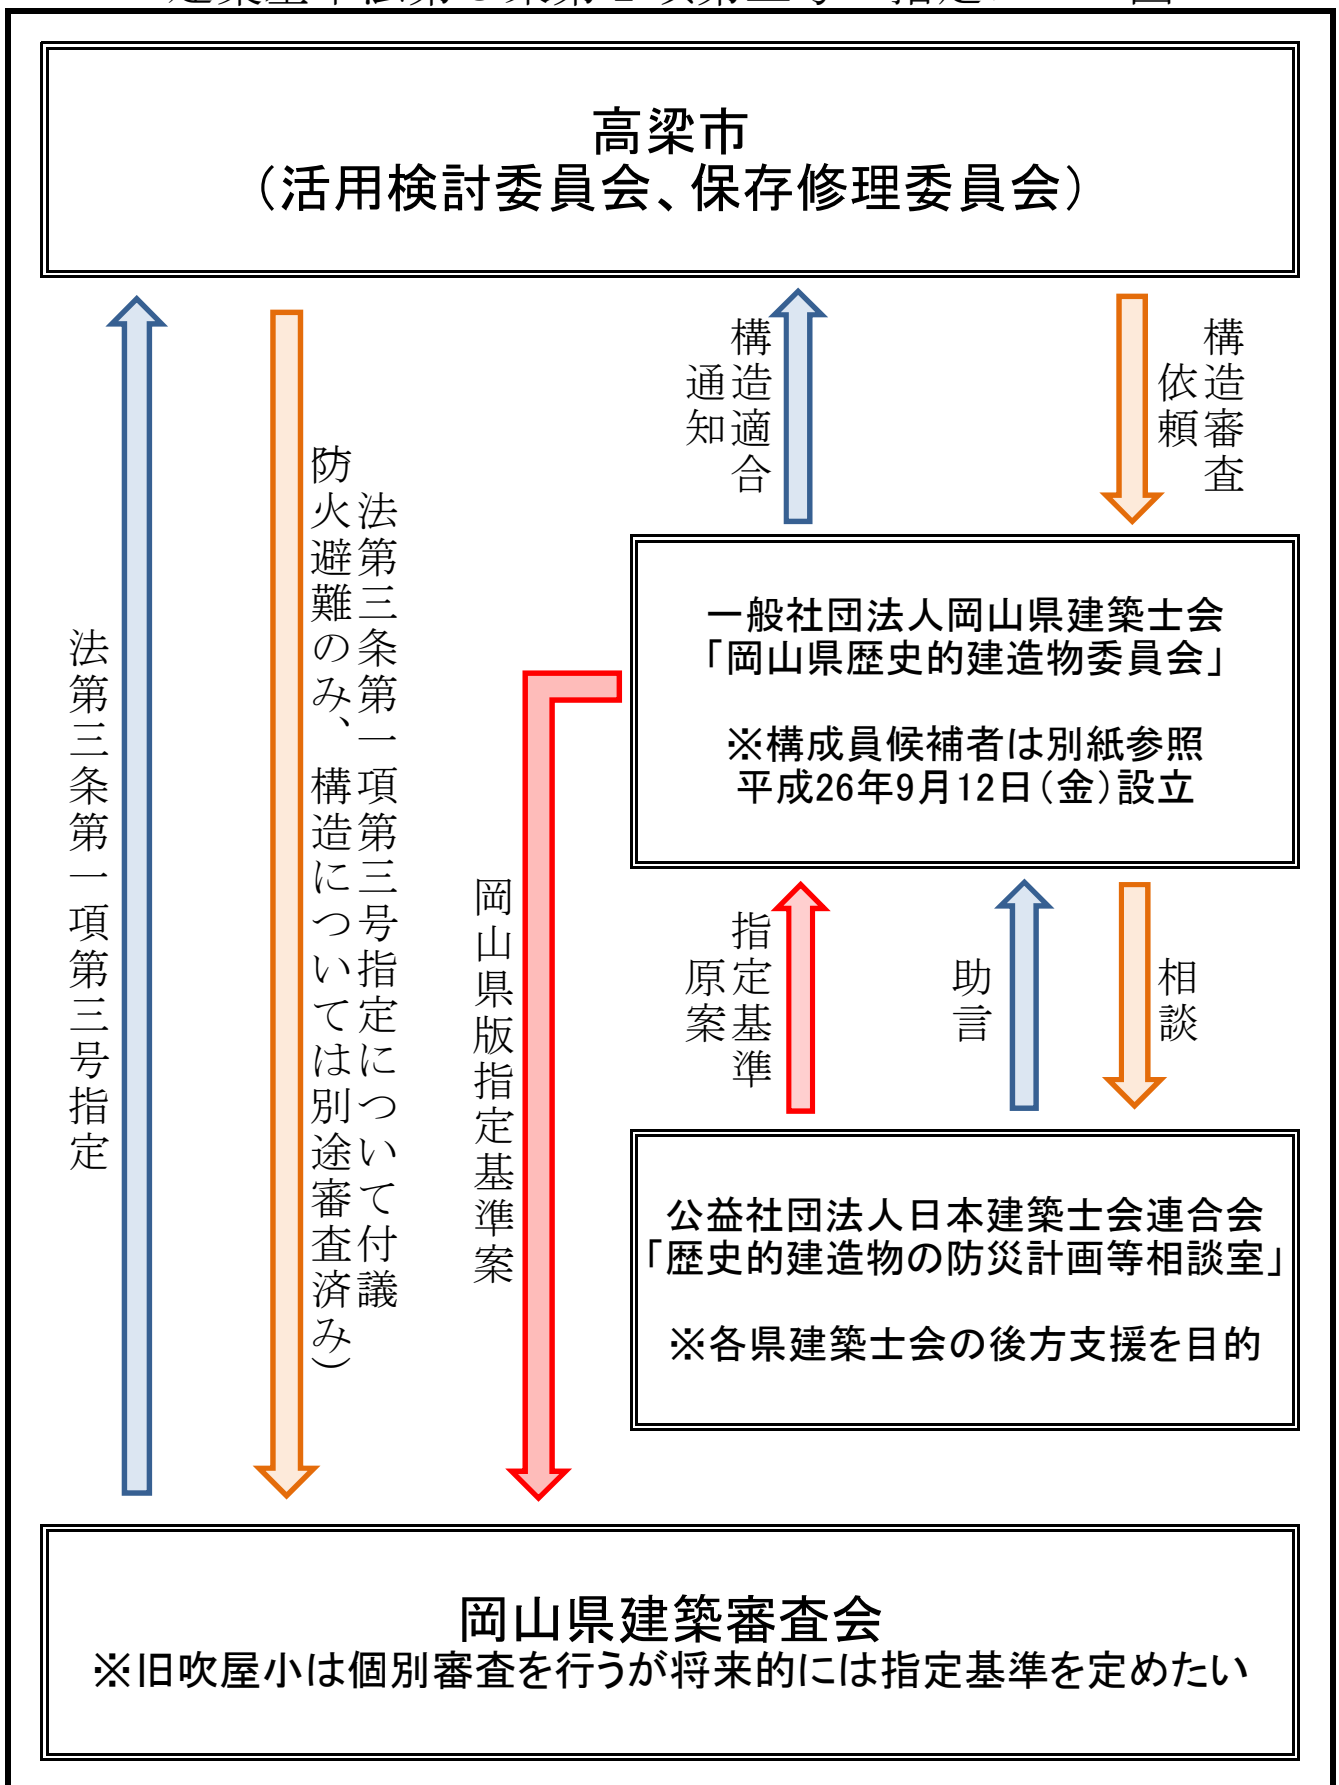 高梁市
（活用検討委員会、保存修理委員会）
構造適合
通知
構造審査
依頼
法第三条第一項第三号指定
法第三条第一項第三号指定について付議
（防火避難のみ、構造については別途審査済み）
一般社団法人岡山県建築士会
「岡山県歴史的建造物委員会」
※構成員候補者は別紙参照
平成26年9月12日（金）設立
岡山県版指定基準案
指定基準
原案
助言
相談
公益社団法人日本建築士会連合会
「歴史的建造物の防災計画等相談室」
※各県建築士会の後方支援を目的
岡山県建築審査会
※旧吹屋小は個別審査を行うが将来的には指定基準を定めたい